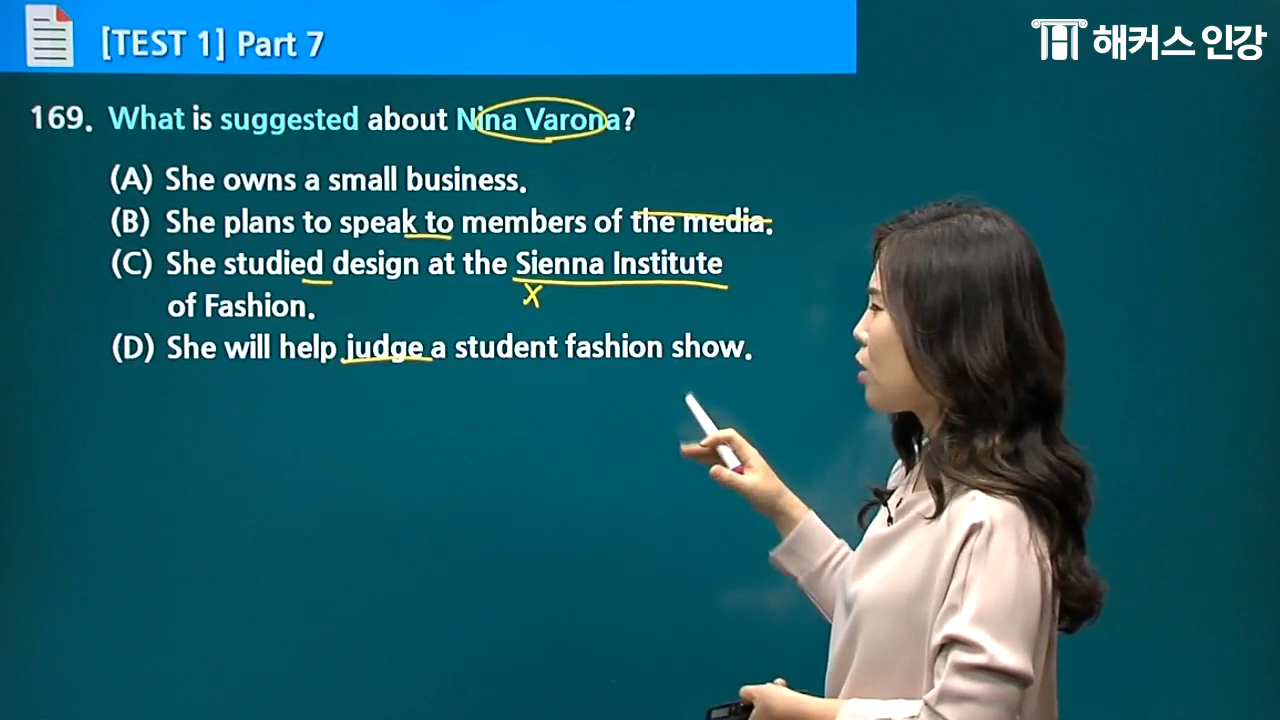 [TEST 1] Part 7
해커스 인강
169. What is suggested about Nina Varona?
(A) She owns a small business.
(B) She plans to speak to members of the media.
(C) She studied design at the Sienna Institute
of Fashion.
X
(D) She will help judge a student fashion show.